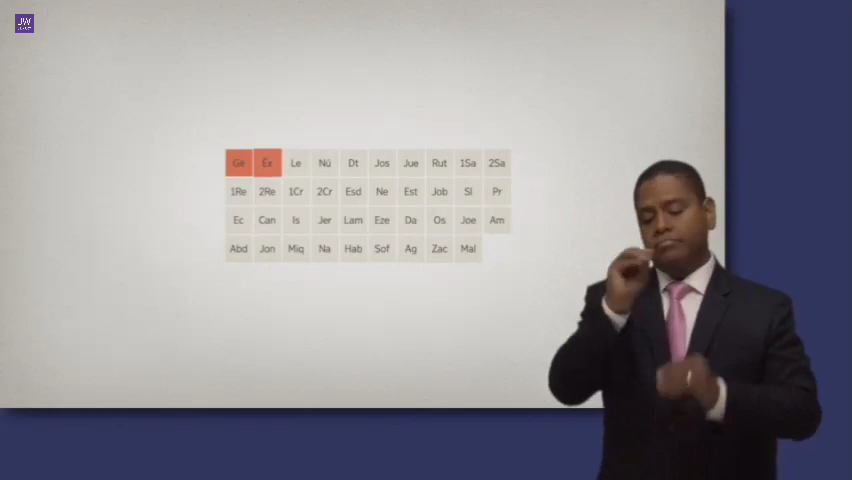 JW
Ge Éx Le Nú Dt Jos Jue Rut 1Sa 2Sa
1Re 2Re 1Cr 2Cr Esd Ne Est Job Sl Pr
Ec Can Is Jer Lam Eze Da Os Joe Am
Abd Jon Miq Na Hab Sof Ag Zac Mal